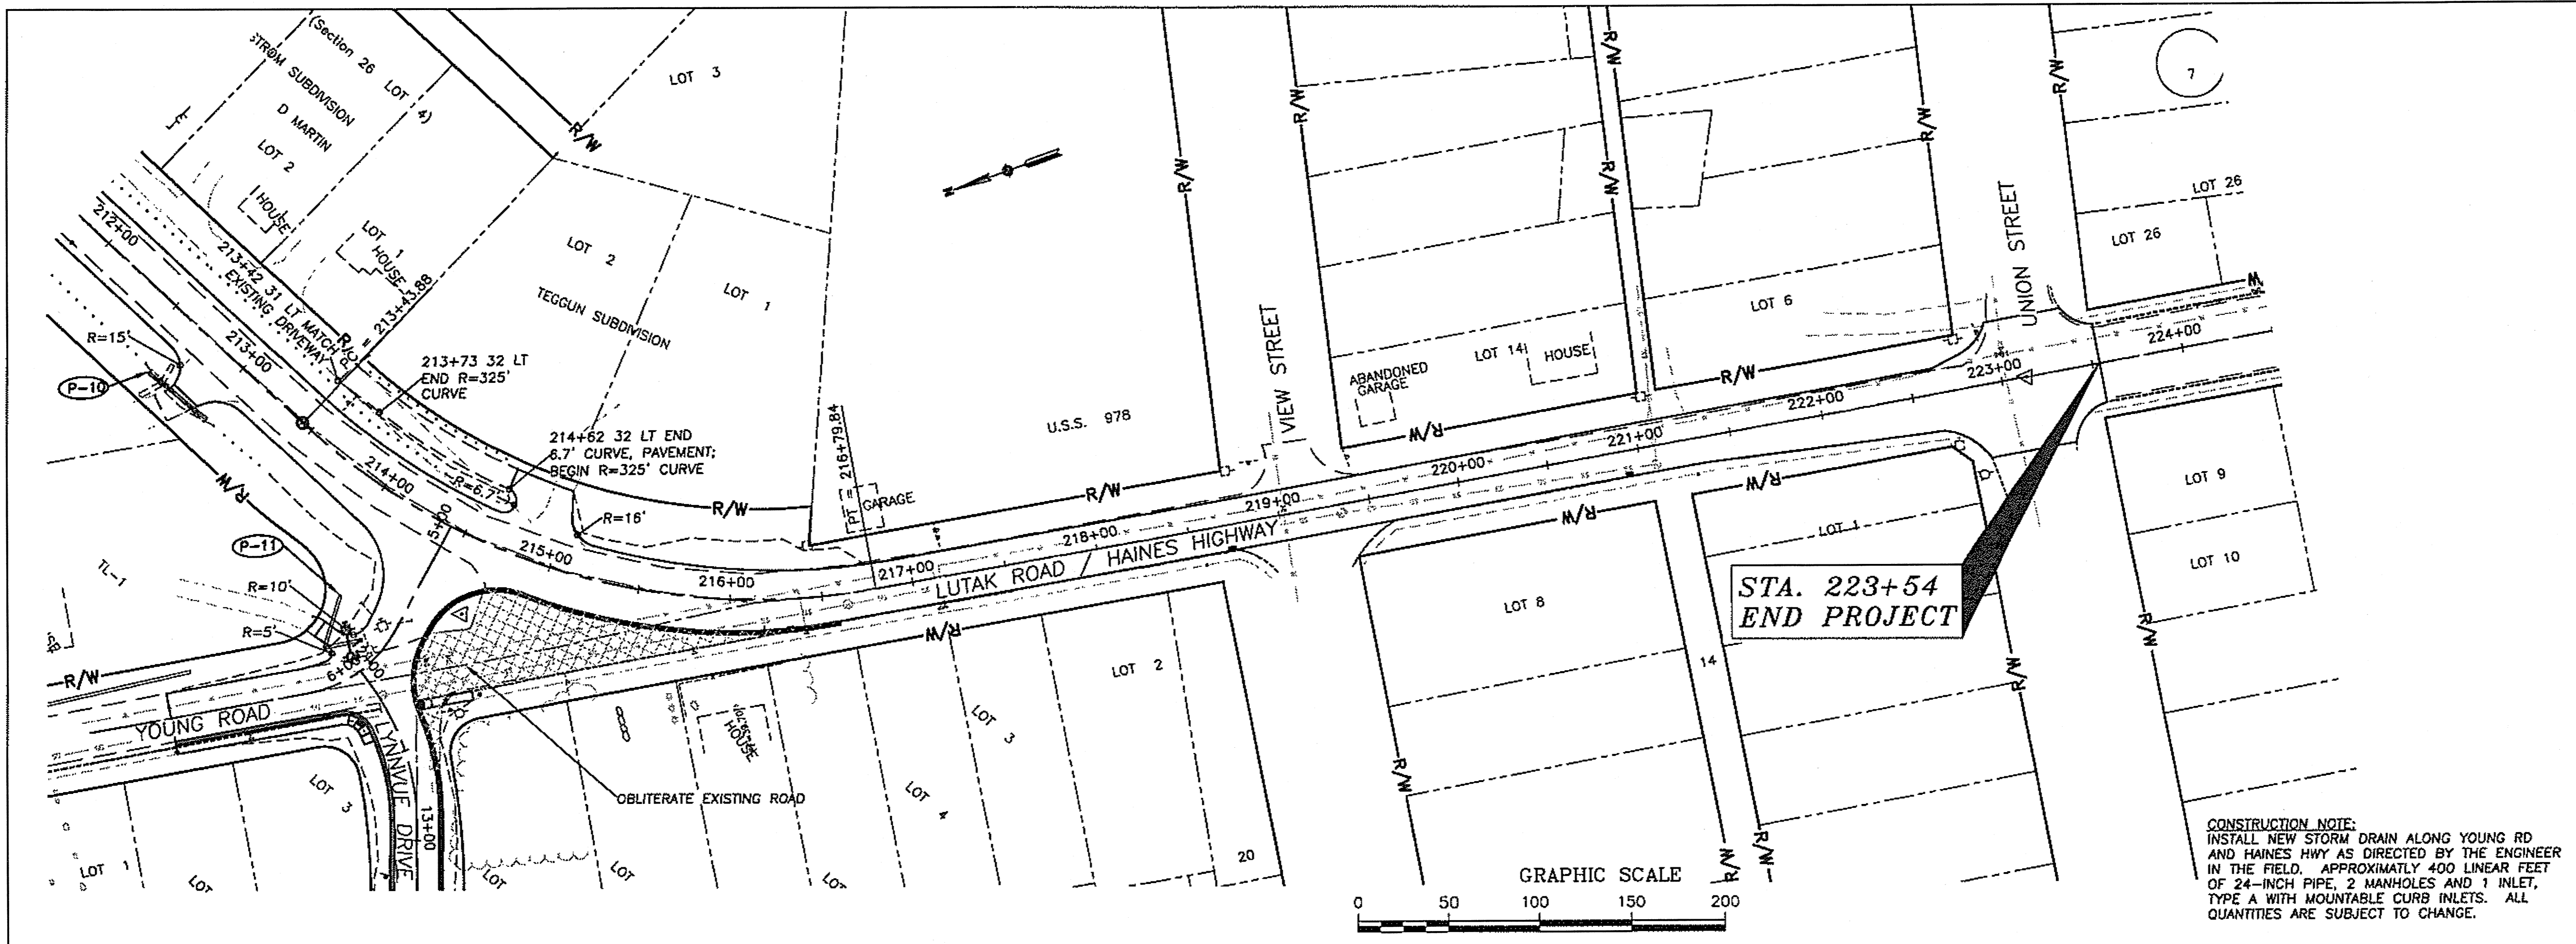 (Section 26 LOT 4)
STROM SUBDIVISION
D MARTIN
LOT 2
HOUSE
LOT 1
HOUSE
LOT 3
R/W
R/W
R/W
R/W
R/W
R/W
R/W
7
LOT 26
LOT 26
UNION STREET
N
212+00
213+42 31 LT MATCH
EXISTING DRIVEWAY
213+43.88
213+00
R=15'
P-10
213+73 32 LT
END R=325'
CURVE
LOT 2
LOT 1
TEGGUN SUBDIVISION
214+62 32 LT END
6.7' CURVE, PAVEMENT;
BEGIN R=325' CURVE
R=6.7'
214+00
R/W
R/W
R=16'
PT = 216+79.84
GARAGE
U.S.S. 978
R/W
VIEW STREET
ABANDONED
GARAGE
LOT 14
HOUSE
LOT 6
R/W
R/W
224+00
223+00
222+00
221+00
220+00
219+00
218+00
217+00
216+00
215+00
5+00
LUTAK ROAD / HAINES HIGHWAY
R/W
R/W
R/W
P-11
TL-1
R=10'
R=5'
6+00
R/W
YOUNG ROAD
LYNNVUE DRIVE
13+00
OBLITERATE EXISTING ROAD
HOUSE
LOT 3
LOT 1
LOT
LOT
LOT
LOT
LOT 4
LOT 3
LOT 2
20
LOT 8
LOT 1
14
LOT 9
LOT 10
R/W
R/W
R/W
R/W
R/W
STA. 223+54
END PROJECT
GRAPHIC SCALE
0 50 100 150 200
CONSTRUCTION NOTE:
INSTALL NEW STORM DRAIN ALONG YOUNG RD
AND HAINES HWY AS DIRECTED BY THE ENGINEER
IN THE FIELD. APPROXIMATLY 400 LINEAR FEET
OF 24-INCH PIPE, 2 MANHOLES AND 1 INLET,
TYPE A WITH MOUNTABLE CURB INLETS. ALL
QUANTITIES ARE SUBJECT TO CHANGE.